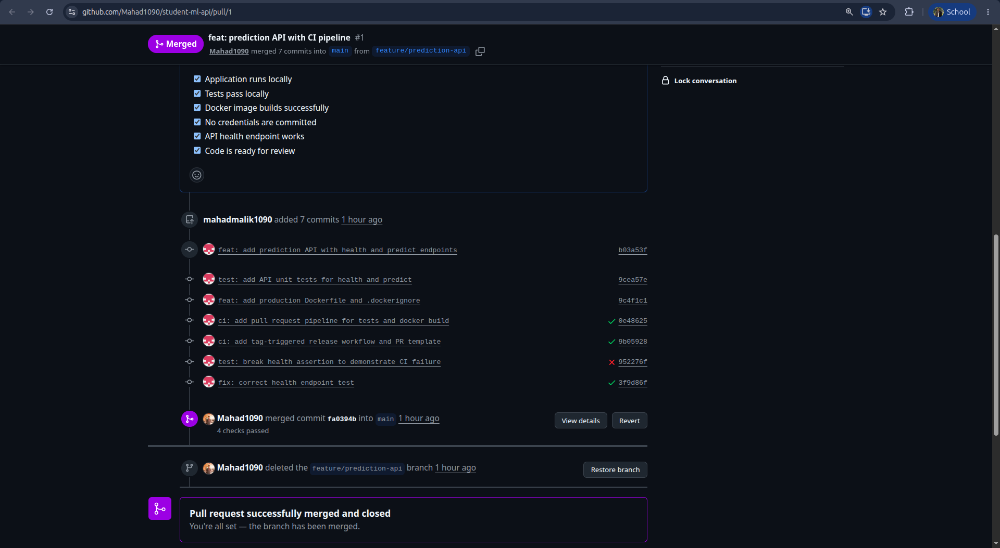 github.com/Mahad1090/student-ml-api/pull/1
School
Merged
feat: prediction API with CI pipeline #1
Mahad1090 merged 7 commits into main from feature/prediction-api
Application runs locally
Tests pass locally
Docker image builds successfully
No credentials are committed
API health endpoint works
Code is ready for review
Lock conversation
mahadmalik1090 added 7 commits 1 hour ago
feat: add prediction API with health and predict endpoints b03a53f
test: add API unit tests for health and predict 9cea57e
feat: add production Dockerfile and .dockerignore 9c4f1c1
ci: add pull request pipeline for tests and docker build 0e48625
ci: add tag-triggered release workflow and PR template 9b05928
test: break health assertion to demonstrate CI failure 952276f
fix: correct health endpoint test 3f9d86f
Mahad1090 merged commit fa0394b into main 1 hour ago
View details Revert
4 checks passed
Mahad1090 deleted the feature/prediction-api branch 1 hour ago
Restore branch
Pull request successfully merged and closed
You're all set — the branch has been merged.